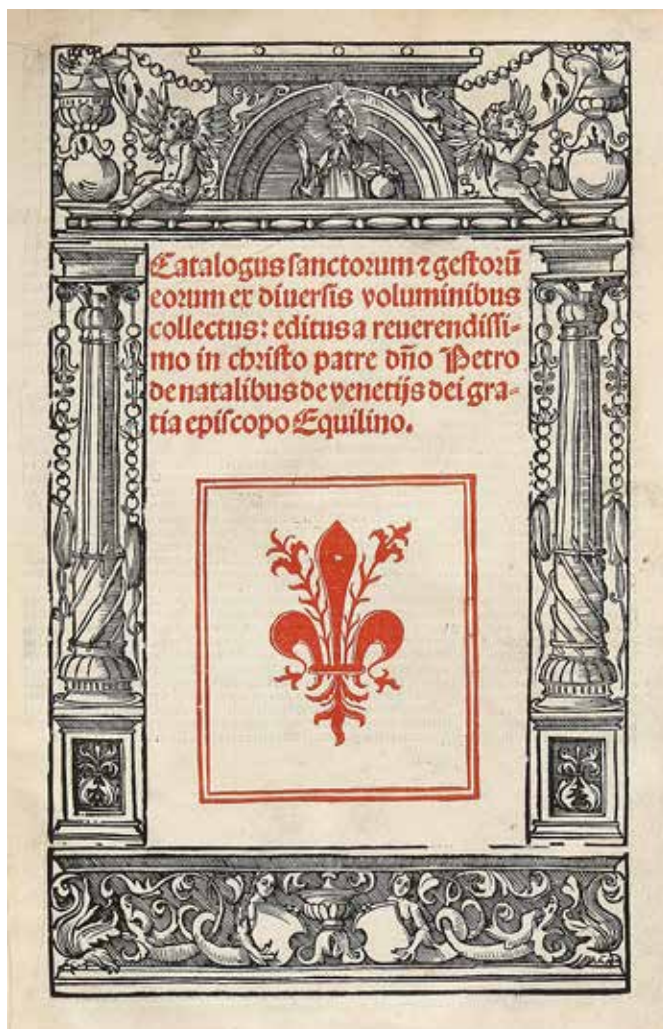 Catalogus sanctorum ⁊ gestorū
eorum ex diuersis voluminibus
collectus: editus a reuerendissi-
mo in christo patre dn̄o Petro
de natalibus de venetijs dei gra-
tia episcopo Equilino.